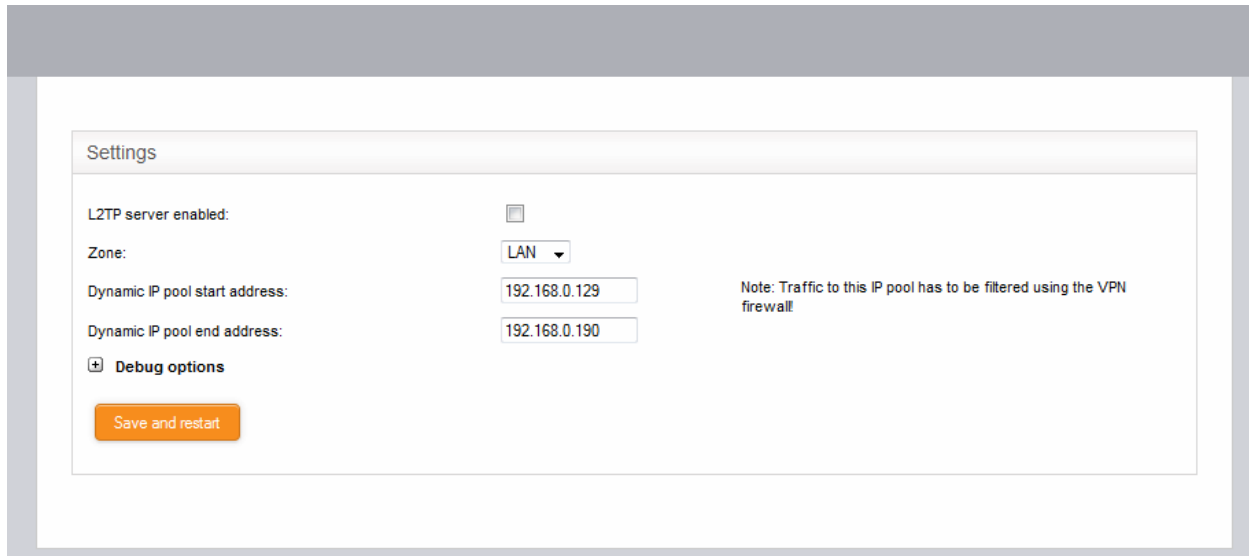 Settings
L2TP server enabled:
Zone:
LAN
Dynamic IP pool start address:
192.168.0.129
Note: Traffic to this IP pool has to be filtered using the VPN
firewall!
Dynamic IP pool end address:
192.168.0.190
Debug options
Save and restart